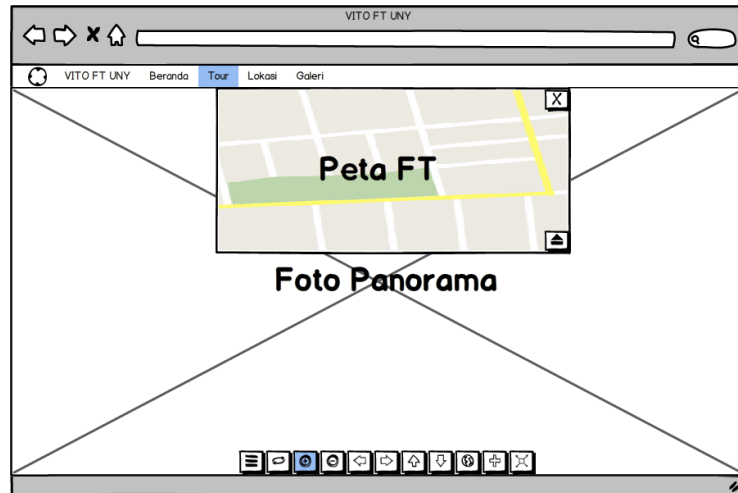 VITO FT UNY
VITO FT UNY Beranda Tour Lokasi Galeri
X
Peta FT
Foto Panorama